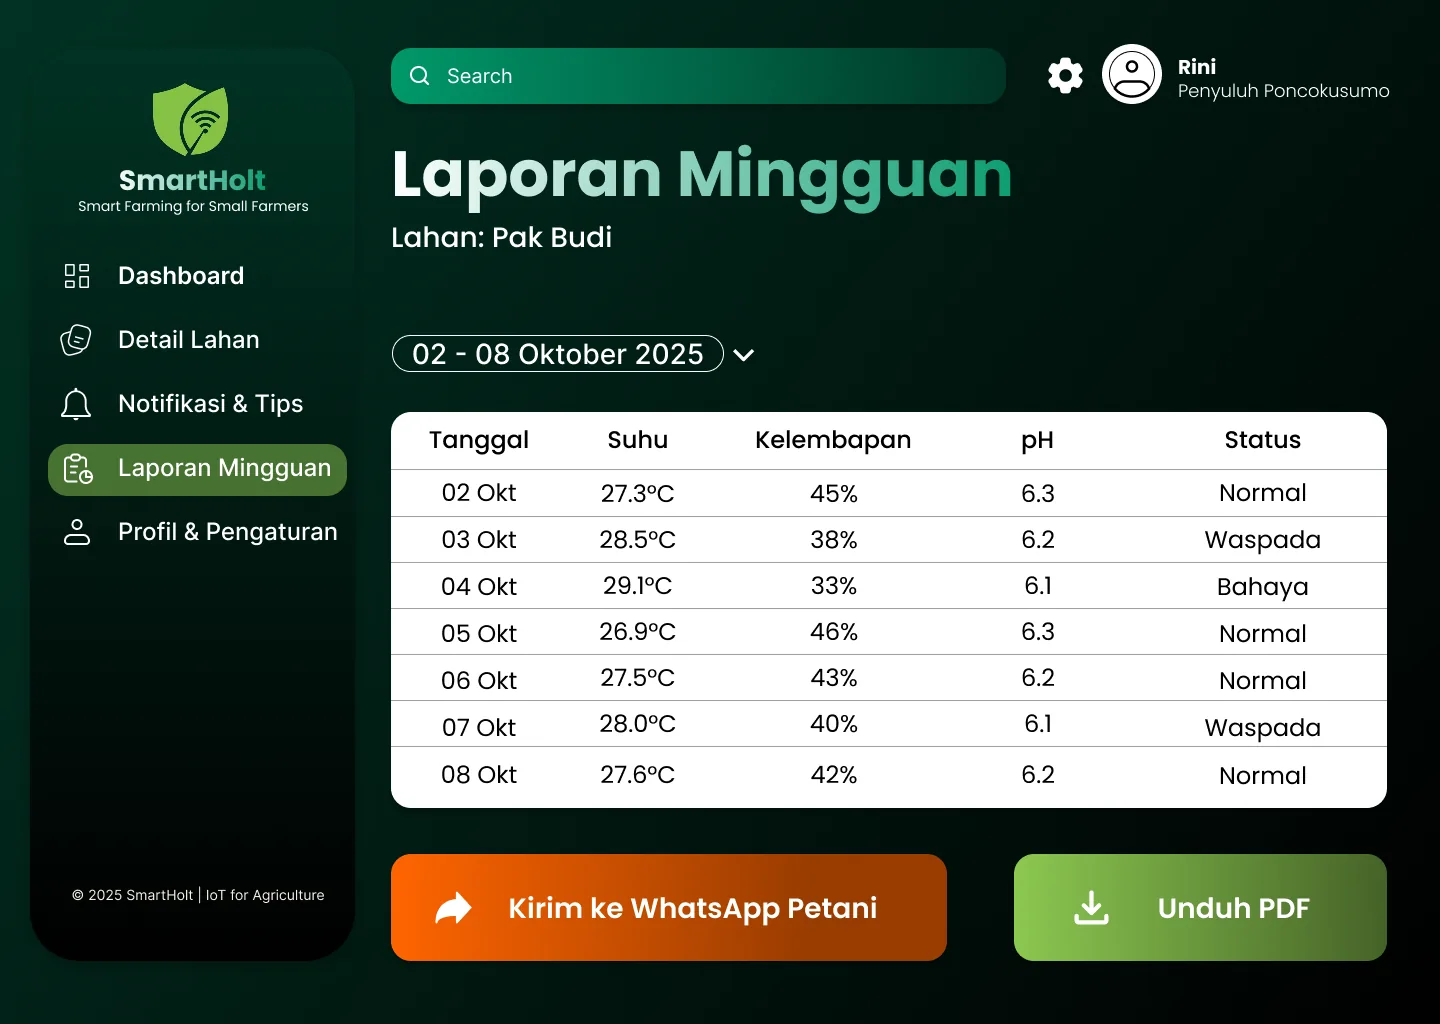 SmartHolt
Smart Farming for Small Farmers
Dashboard
Detail Lahan
Notifikasi & Tips
Laporan Mingguan
Profil & Pengaturan
© 2025 SmartHolt | IoT for Agriculture
Search
Rini
Penyuluh Poncokusumo
Laporan Mingguan
Lahan: Pak Budi
02 - 08 Oktober 2025
Tanggal Suhu Kelembapan pH Status
02 Okt 27.3°C 45% 6.3 Normal
03 Okt 28.5°C 38% 6.2 Waspada
04 Okt 29.1°C 33% 6.1 Bahaya
05 Okt 26.9°C 46% 6.3 Normal
06 Okt 27.5°C 43% 6.2 Normal
07 Okt 28.0°C 40% 6.1 Waspada
08 Okt 27.6°C 42% 6.2 Normal
Kirim ke WhatsApp Petani
Unduh PDF